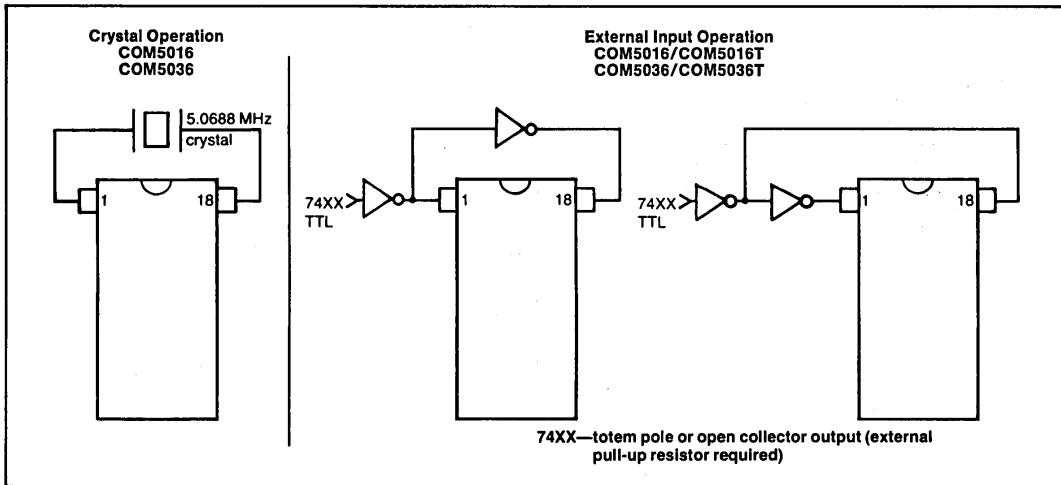 Crystal Operation
COM5016
COM5036
5.0688 MHz
crystal
1
18
External Input Operation
COM5016/COM5016T
COM5036/COM5036T
74XX
TTL
1
18
74XX
TTL
1
18
74XX—totem pole or open collector output (external
pull-up resistor required)